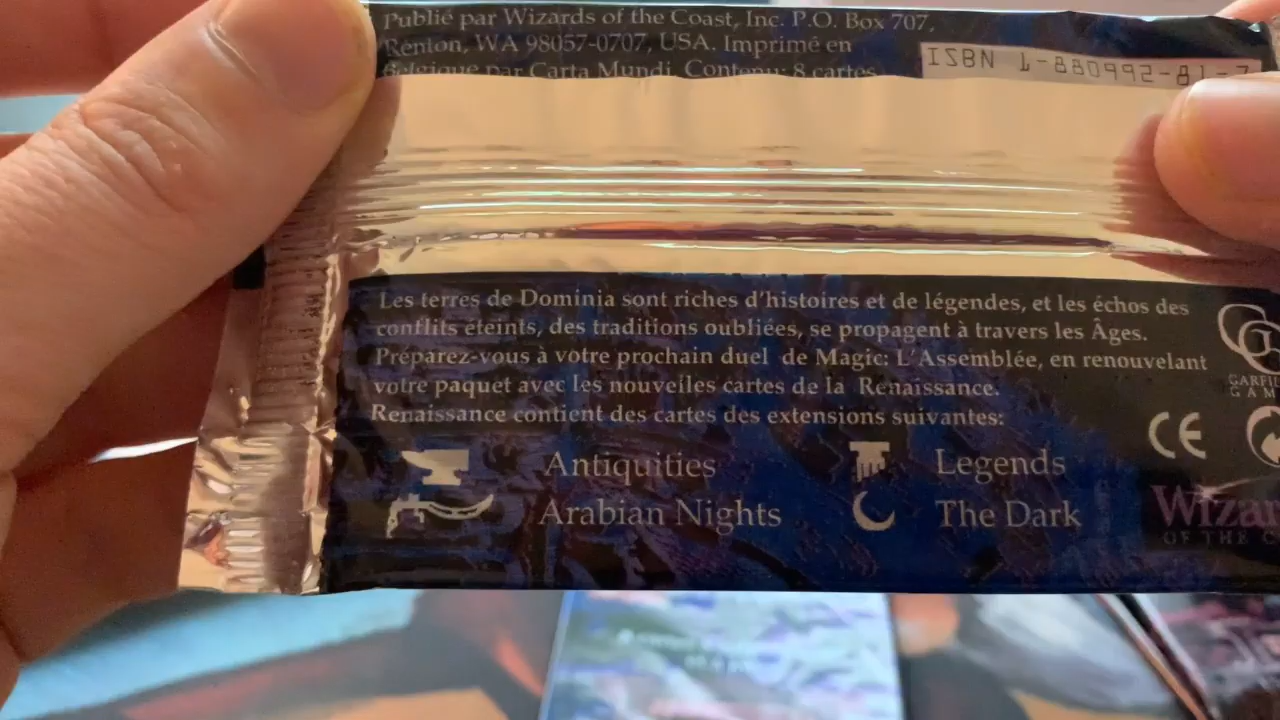 Publié par Wizards of the Coast, Inc. P.O. Box 707,
Renton, WA 98057-0707, USA. Imprimé en
Belgique par Carta Mundi. Contenu: 8 cartes
ISBN 1-880992-81-7
Les terres de Dominia sont riches d'histoires et de légendes, et les échos des
conflits éteints, des traditions oubliées, se propagent à travers les Âges.
Préparez-vous à votre prochain duel de Magic: L'Assemblée, en renouvelant
votre paquet avec les nouvelles cartes de la Renaissance.
Renaissance contient des cartes des extensions suivantes:
Antiquities
Legends
Arabian Nights
The Dark
CE
OF THE